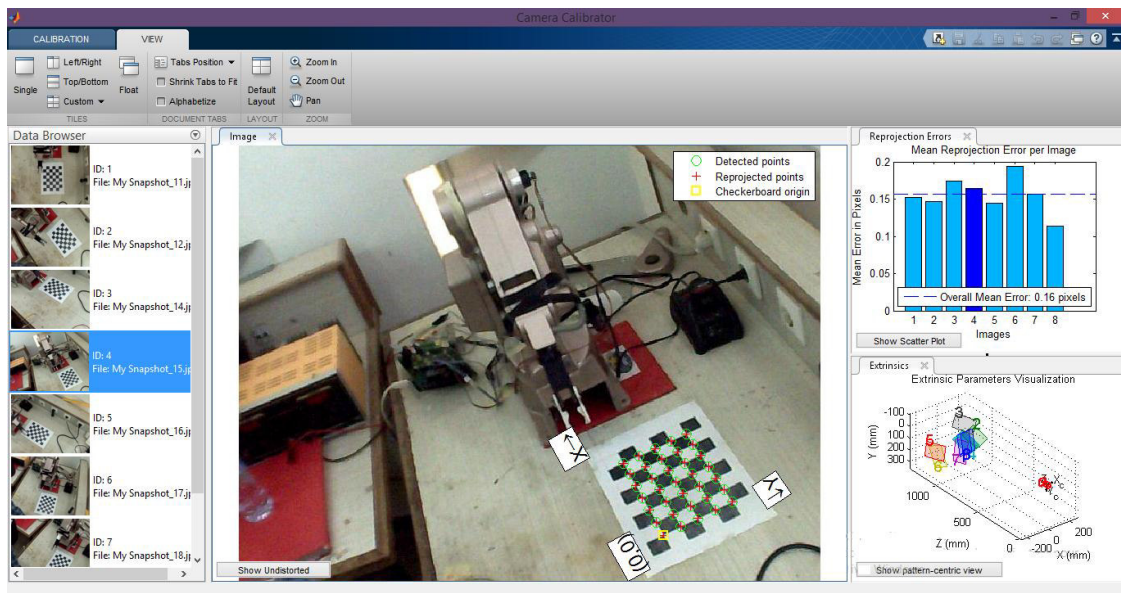 Camera Calibrator
CALIBRATION
VIEW
Single
Left/Right
Top/Bottom
Custom
Float
TILES
Tabs Position
Shrink Tabs to Fit
Alphabetize
DOCUMENT TABS
Default
Layout
LAYOUT
Zoom In
Zoom Out
Pan
ZOOM
Data Browser
ID: 1
File: My Snapshot_11.jp
ID: 2
File: My Snapshot_12.jp
ID: 3
File: My Snapshot_14.jp
ID: 4
File: My Snapshot_15.jp
ID: 5
File: My Snapshot_16.jp
ID: 6
File: My Snapshot_17.jp
ID: 7
File: My Snapshot_18.jp
Image
Detected points
Reprojected points
Checkerboard origin
X
Y
(0,0)
Show Undistorted
Reprojection Errors
Mean Reprojection Error per Image
Mean Error in Pixels
0.2
0.15
0.1
0.05
0
Overall Mean Error: 0.16 pixels
1 2 3 4 5 6 7 8
Images
Show Scatter Plot
Extrinsics
Extrinsic Parameters Visualization
Y (mm)
-100
0
100
200
300
1000
500
0
Z (mm)
-200
0
200
X (mm)
3
2
5
6
Show pattern-centric view